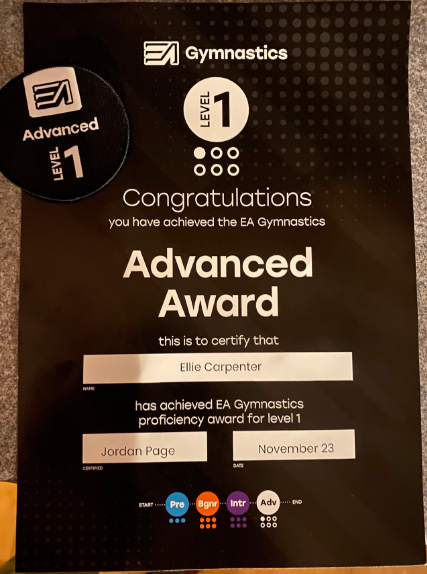 EA Gymnastics
LEVEL 1
EA
Advanced
LEVEL 1
Congratulations
you have achieved the EA Gymnastics
Advanced
Award
this is to certify that
Ellie Carpenter
NAME
has achieved EA Gymnastics
proficiency award for level 1
Jordan Page
November 23
CERTIFIED
DATE
START Pre Bgnr Intr Adv END